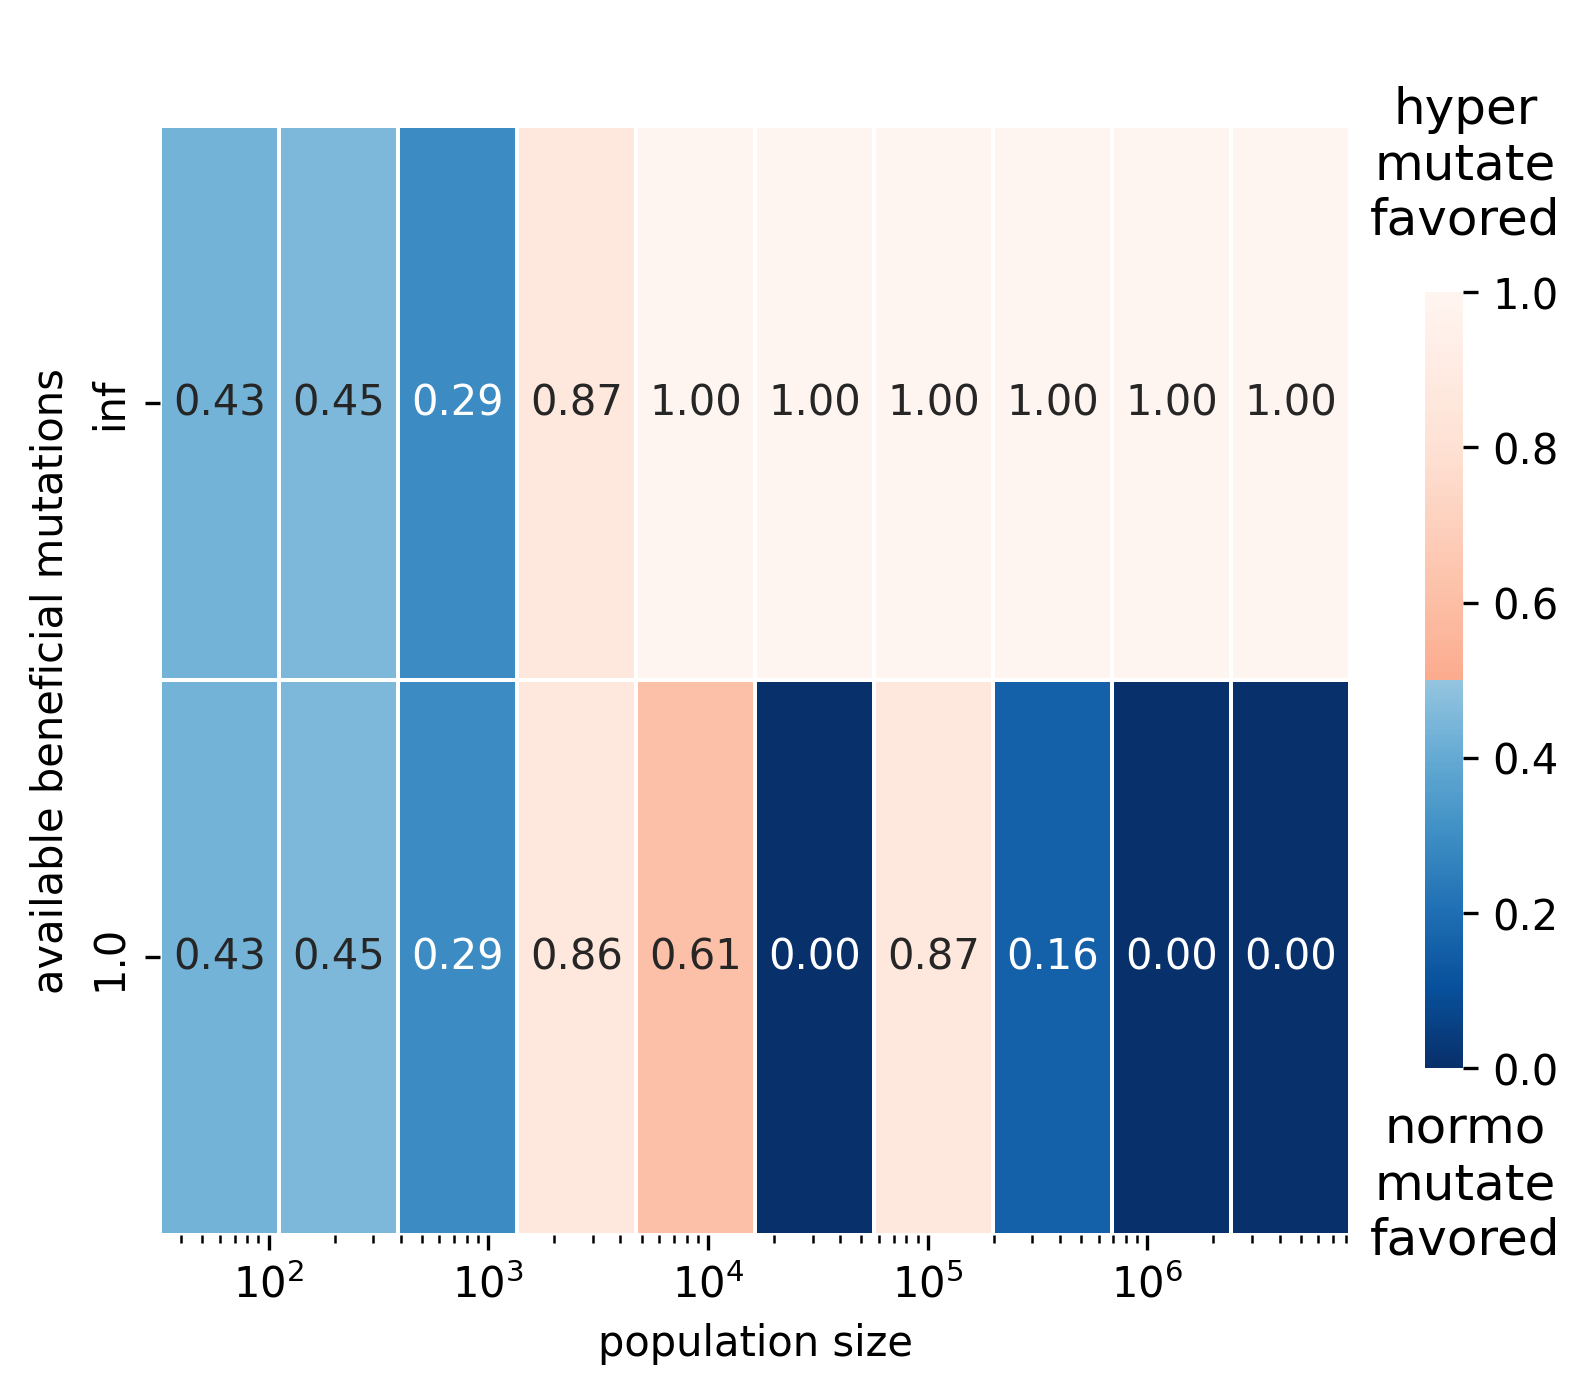 hyper
mutate
favored
available beneficial mutations
inf
0.43 0.45 0.29 0.87 1.00 1.00 1.00 1.00 1.00 1.00
1.0
0.43 0.45 0.29 0.86 0.61 0.00 0.87 0.16 0.00 0.00
10² 10³ 10⁴ 10⁵ 10⁶
population size
1.0
0.8
0.6
0.4
0.2
0.0
normo
mutate
favored